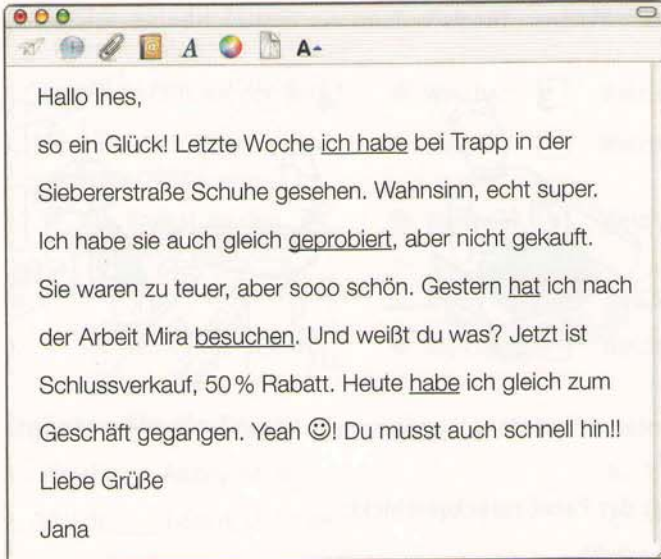 A
A
Hallo Ines,
so ein Glück! Letzte Woche ich habe bei Trapp in der
Siebererstraße Schuhe gesehen. Wahnsinn, echt super.
Ich habe sie auch gleich geprobiert, aber nicht gekauft.
Sie waren zu teuer, aber sooo schön. Gestern hat ich nach
der Arbeit Mira besuchen. Und weißt du was? Jetzt ist
Schlussverkauf, 50 % Rabatt. Heute habe ich gleich zum
Geschäft gegangen. Yeah ☺! Du musst auch schnell hin!!
Liebe Grüße
Jana